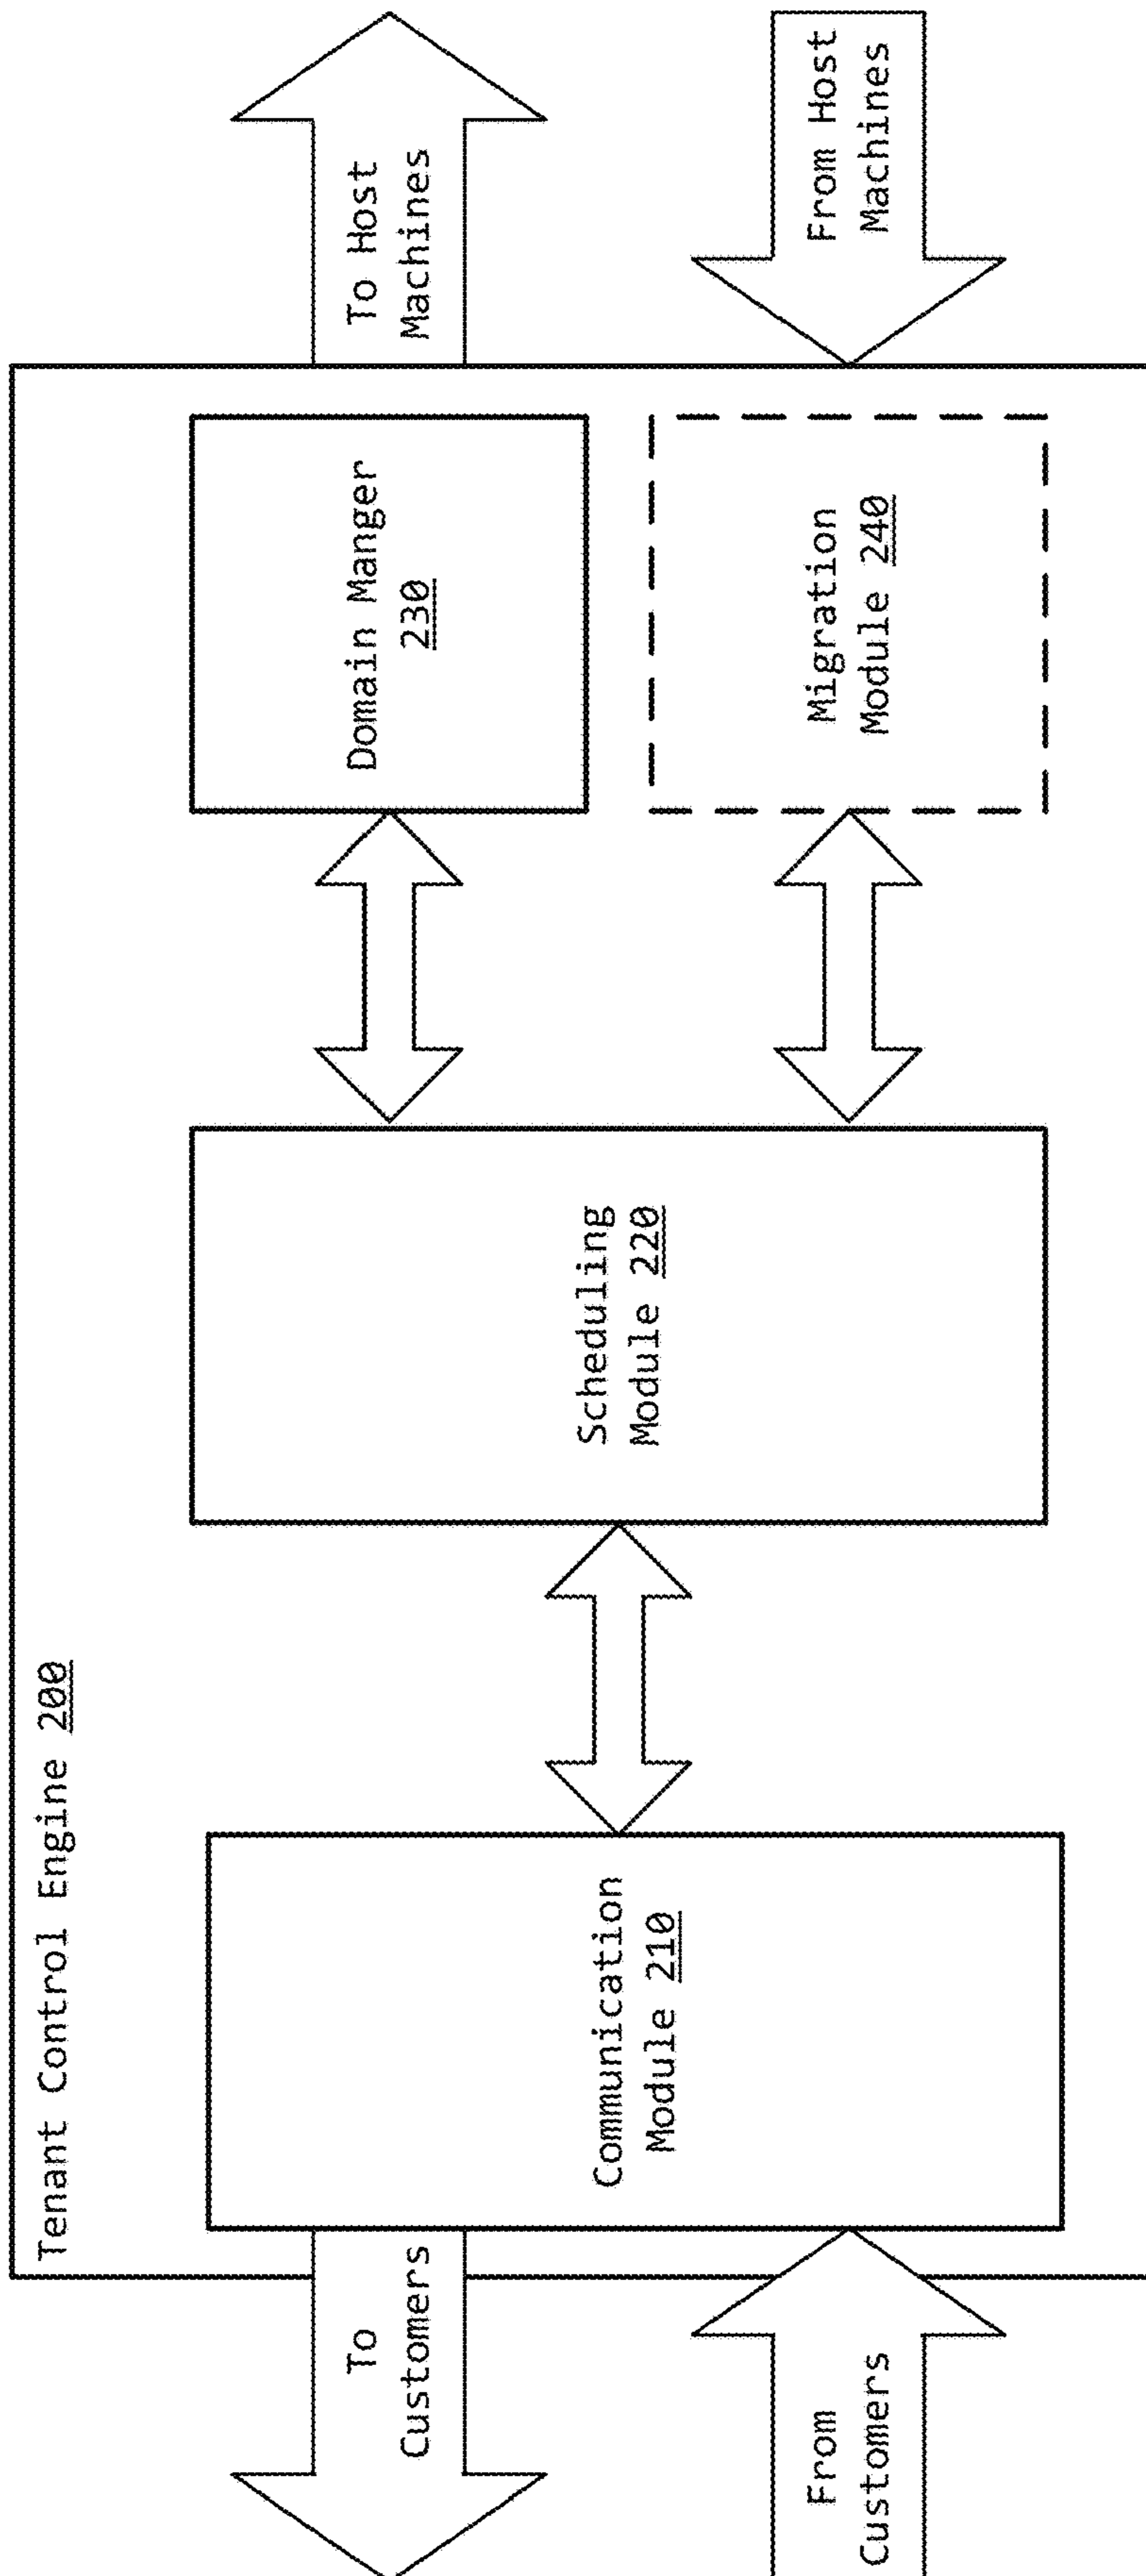 Tenant Control Engine 200
To
Customers
From
Customers
Communication
Module 210
Scheduling
Module 220
Domain Manger
230
Migration
Module 240
To Host
Machines
From Host
Machines